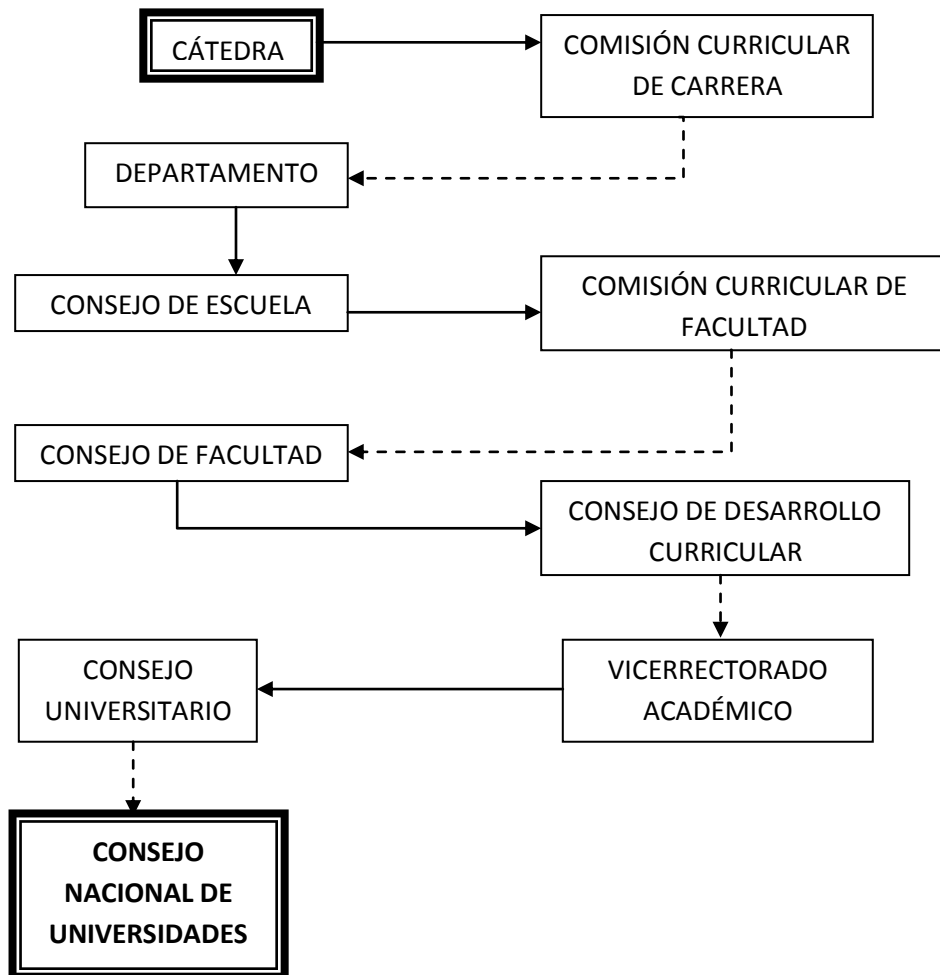 CÁTEDRA
COMISIÓN CURRICULAR
DE CARRERA
DEPARTAMENTO
CONSEJO DE ESCUELA
COMISIÓN CURRICULAR DE
FACULTAD
CONSEJO DE FACULTAD
CONSEJO DE DESARROLLO
CURRICULAR
VICERRECTORADO
ACADÉMICO
CONSEJO
UNIVERSITARIO
CONSEJO
NACIONAL DE
UNIVERSIDADES